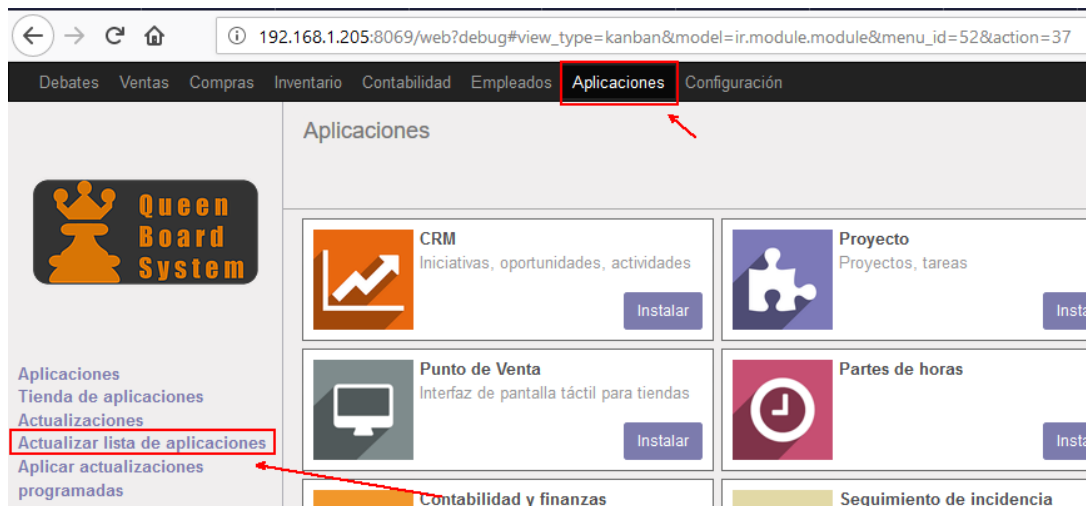 192.168.1.205:8069/web?debug#view_type=kanban&model=ir.module.module&menu_id=52&action=37
Debates Ventas Compras Inventario Contabilidad Empleados Aplicaciones Configuración
Aplicaciones
Queen
Board
System
CRM
Iniciativas, oportunidades, actividades
Instalar
Proyecto
Proyectos, tareas
Insta
Punto de Venta
Interfaz de pantalla táctil para tiendas
Instalar
Partes de horas
Insta
Aplicaciones
Tienda de aplicaciones
Actualizaciones
Actualizar lista de aplicaciones
Aplicar actualizaciones
programadas
Contabilidad y finanzas
Seguimiento de incidencia